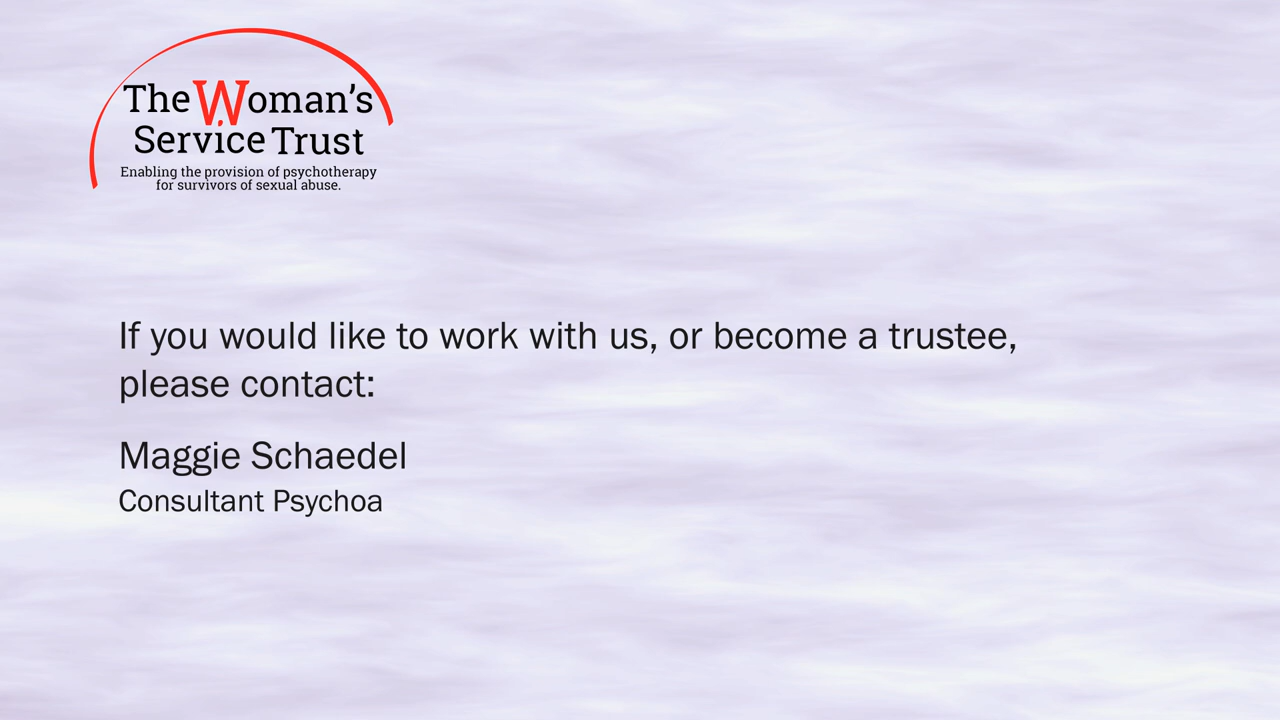 The Woman's
Service Trust
Enabling the provision of psychotherapy
for survivors of sexual abuse.
If you would like to work with us, or become a trustee,
please contact:
Maggie Schaedel
Consultant Psychoa